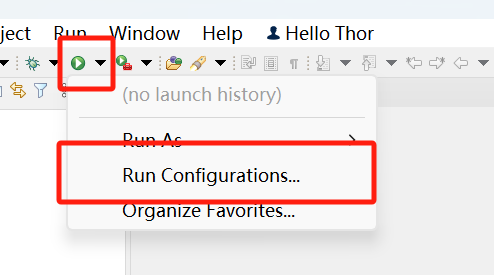 ject Run Window Help Hello Thor
(no launch history)
Run As
Run Configurations...
Organize Favorites...